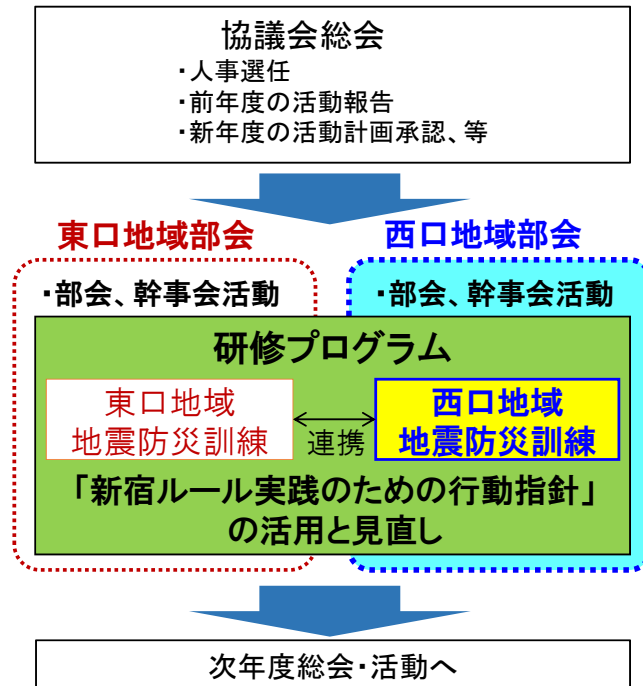 協議会総会
・人事選任
・前年度の活動報告
・新年度の活動計画承認、等
東口地域部会
西口地域部会
・部会、幹事会活動
・部会、幹事会活動
研修プログラム
東口地域
地震防災訓練
連携
西口地域
地震防災訓練
「新宿ルール実践のための行動指針」
の活用と見直し
次年度総会・活動へ